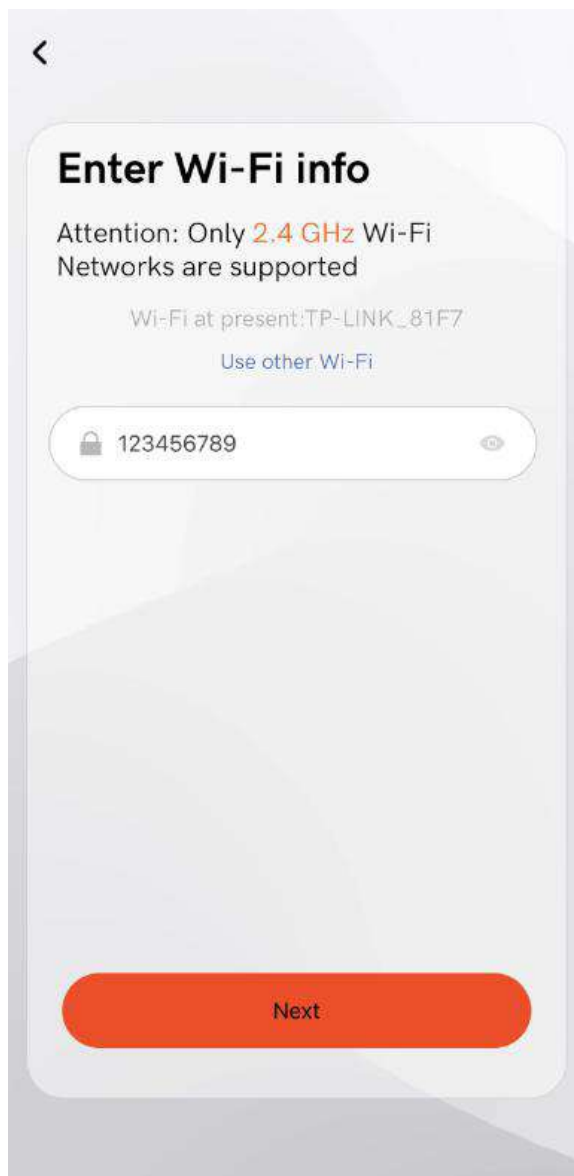 Enter Wi-Fi info
Attention: Only 2.4 GHz Wi-Fi
Networks are supported
Wi-Fi at present:TP-LINK_81F7
Use other Wi-Fi
123456789
Next